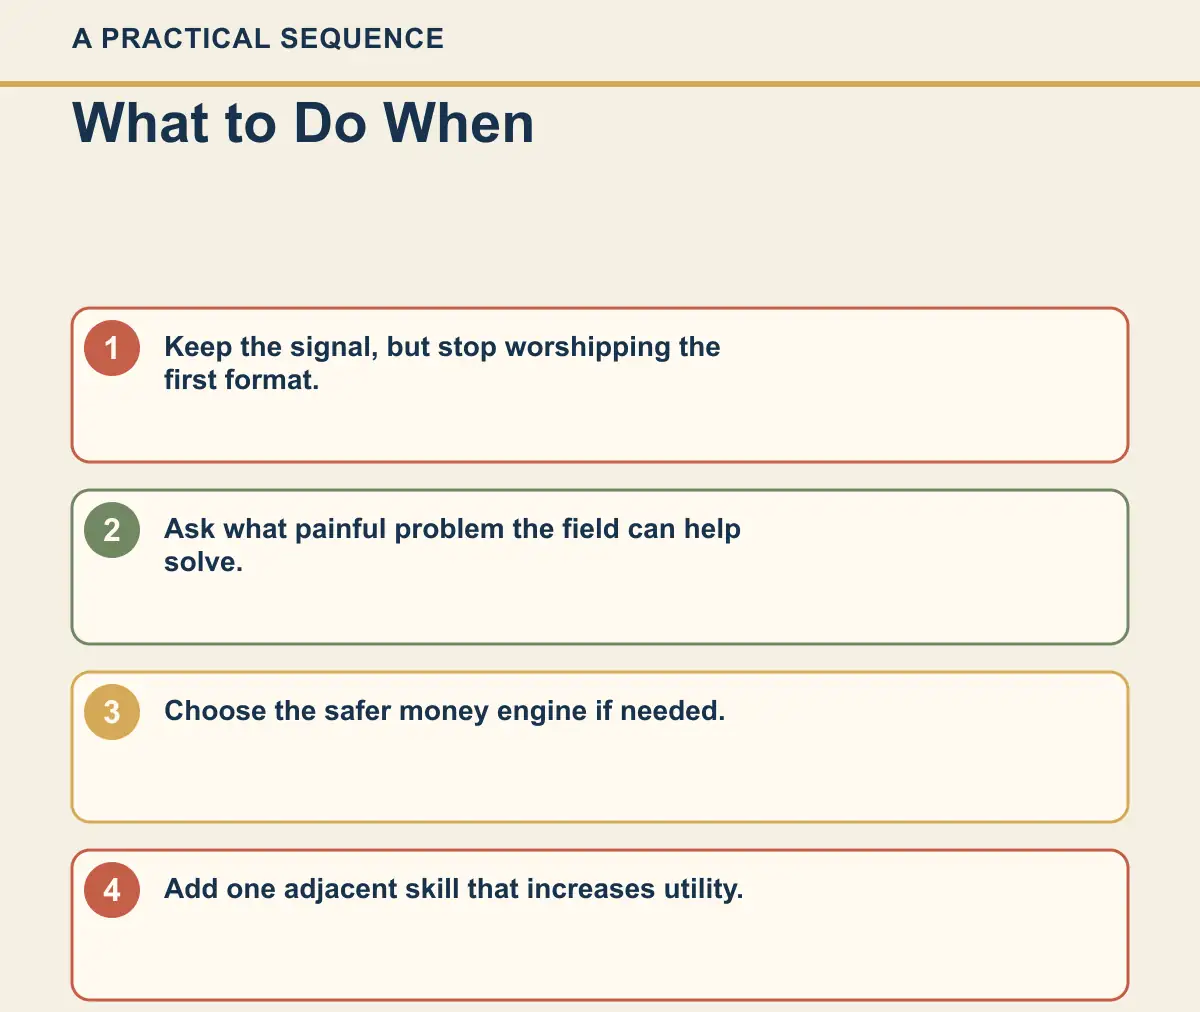 A PRACTICAL SEQUENCE
What to Do When
1
Keep the signal, but stop worshipping the
first format.
2
Ask what painful problem the field can help
solve.
3
Choose the safer money engine if needed.
4
Add one adjacent skill that increases utility.